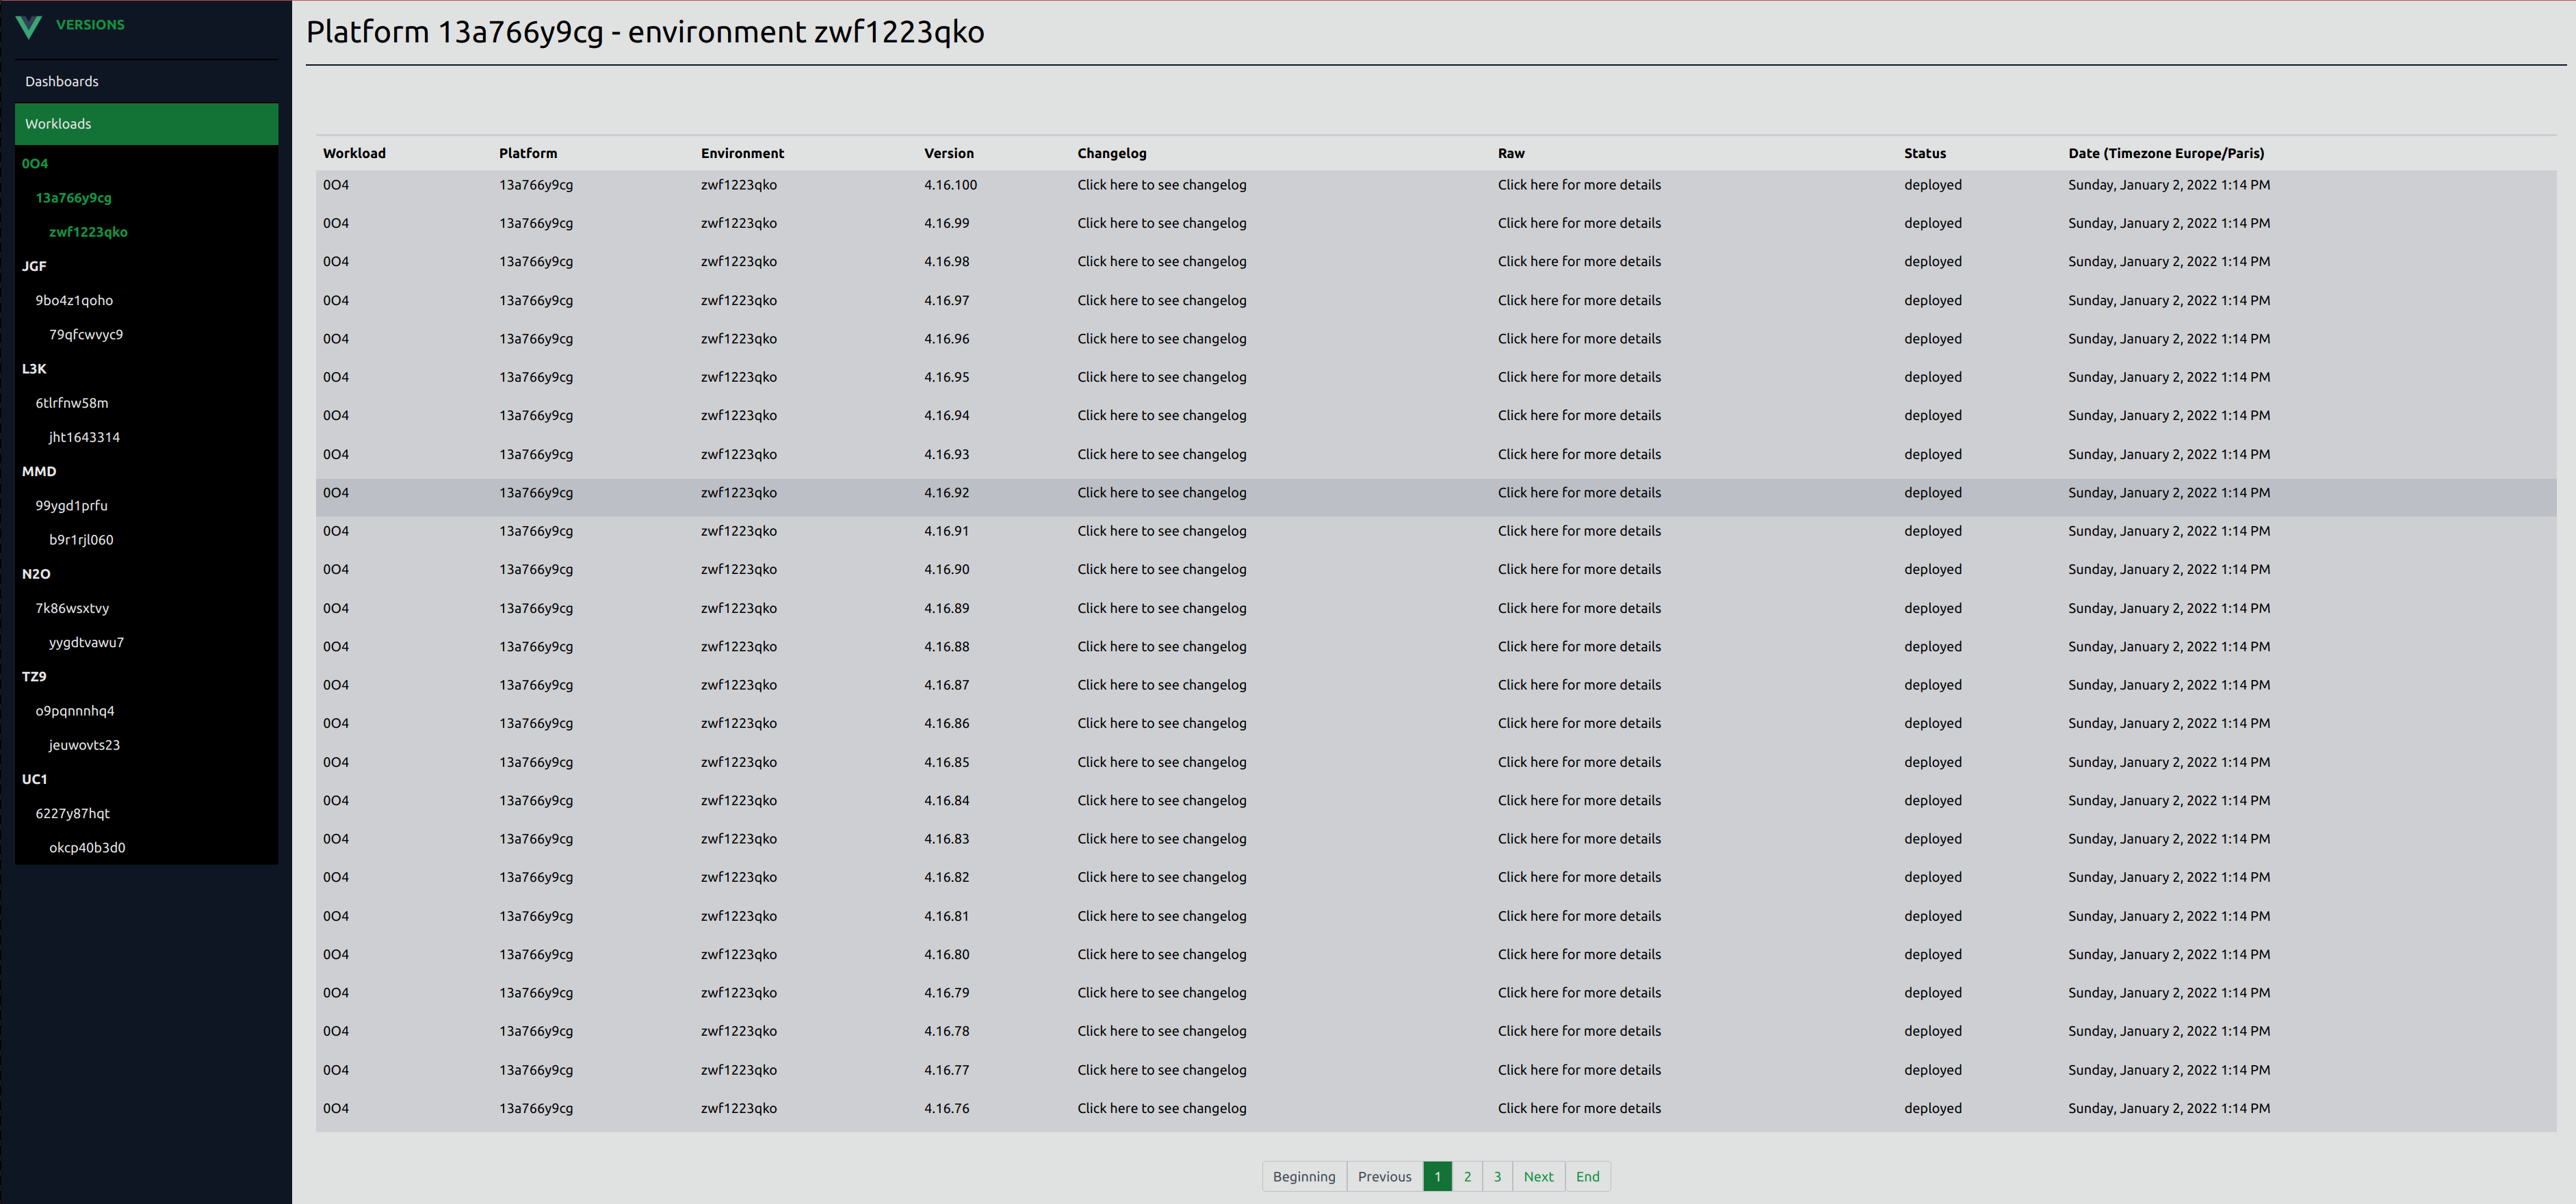 VERSIONS
Dashboards
Workloads
0O4
13a766y9cg
zwf1223qko
JGF
9bo4z1qoho
79qfcwvyc9
L3K
6tlrfnw58m
jht1643314
MMD
99ygd1prfu
b9r1rjl060
N2O
7k86wsxtvy
yygdtvawu7
TZ9
o9pqnnnhq4
jeuwovts23
UC1
6227y87hqt
okcp40b3d0
Platform 13a766y9cg - environment zwf1223qko
Workload Platform Environment Version Changelog Raw Status Date (Timezone Europe/Paris)
0O4 13a766y9cg zwf1223qko 4.16.100 Click here to see changelog Click here for more details deployed Sunday, January 2, 2022 1:14 PM
0O4 13a766y9cg zwf1223qko 4.16.99 Click here to see changelog Click here for more details deployed Sunday, January 2, 2022 1:14 PM
0O4 13a766y9cg zwf1223qko 4.16.98 Click here to see changelog Click here for more details deployed Sunday, January 2, 2022 1:14 PM
0O4 13a766y9cg zwf1223qko 4.16.97 Click here to see changelog Click here for more details deployed Sunday, January 2, 2022 1:14 PM
0O4 13a766y9cg zwf1223qko 4.16.96 Click here to see changelog Click here for more details deployed Sunday, January 2, 2022 1:14 PM
0O4 13a766y9cg zwf1223qko 4.16.95 Click here to see changelog Click here for more details deployed Sunday, January 2, 2022 1:14 PM
0O4 13a766y9cg zwf1223qko 4.16.94 Click here to see changelog Click here for more details deployed Sunday, January 2, 2022 1:14 PM
0O4 13a766y9cg zwf1223qko 4.16.93 Click here to see changelog Click here for more details deployed Sunday, January 2, 2022 1:14 PM
0O4 13a766y9cg zwf1223qko 4.16.92 Click here to see changelog Click here for more details deployed Sunday, January 2, 2022 1:14 PM
0O4 13a766y9cg zwf1223qko 4.16.91 Click here to see changelog Click here for more details deployed Sunday, January 2, 2022 1:14 PM
0O4 13a766y9cg zwf1223qko 4.16.90 Click here to see changelog Click here for more details deployed Sunday, January 2, 2022 1:14 PM
0O4 13a766y9cg zwf1223qko 4.16.89 Click here to see changelog Click here for more details deployed Sunday, January 2, 2022 1:14 PM
0O4 13a766y9cg zwf1223qko 4.16.88 Click here to see changelog Click here for more details deployed Sunday, January 2, 2022 1:14 PM
0O4 13a766y9cg zwf1223qko 4.16.87 Click here to see changelog Click here for more details deployed Sunday, January 2, 2022 1:14 PM
0O4 13a766y9cg zwf1223qko 4.16.86 Click here to see changelog Click here for more details deployed Sunday, January 2, 2022 1:14 PM
0O4 13a766y9cg zwf1223qko 4.16.85 Click here to see changelog Click here for more details deployed Sunday, January 2, 2022 1:14 PM
0O4 13a766y9cg zwf1223qko 4.16.84 Click here to see changelog Click here for more details deployed Sunday, January 2, 2022 1:14 PM
0O4 13a766y9cg zwf1223qko 4.16.83 Click here to see changelog Click here for more details deployed Sunday, January 2, 2022 1:14 PM
0O4 13a766y9cg zwf1223qko 4.16.82 Click here to see changelog Click here for more details deployed Sunday, January 2, 2022 1:14 PM
0O4 13a766y9cg zwf1223qko 4.16.81 Click here to see changelog Click here for more details deployed Sunday, January 2, 2022 1:14 PM
0O4 13a766y9cg zwf1223qko 4.16.80 Click here to see changelog Click here for more details deployed Sunday, January 2, 2022 1:14 PM
0O4 13a766y9cg zwf1223qko 4.16.79 Click here to see changelog Click here for more details deployed Sunday, January 2, 2022 1:14 PM
0O4 13a766y9cg zwf1223qko 4.16.78 Click here to see changelog Click here for more details deployed Sunday, January 2, 2022 1:14 PM
0O4 13a766y9cg zwf1223qko 4.16.77 Click here to see changelog Click here for more details deployed Sunday, January 2, 2022 1:14 PM
0O4 13a766y9cg zwf1223qko 4.16.76 Click here to see changelog Click here for more details deployed Sunday, January 2, 2022 1:14 PM
Beginning Previous 1 2 3 Next End